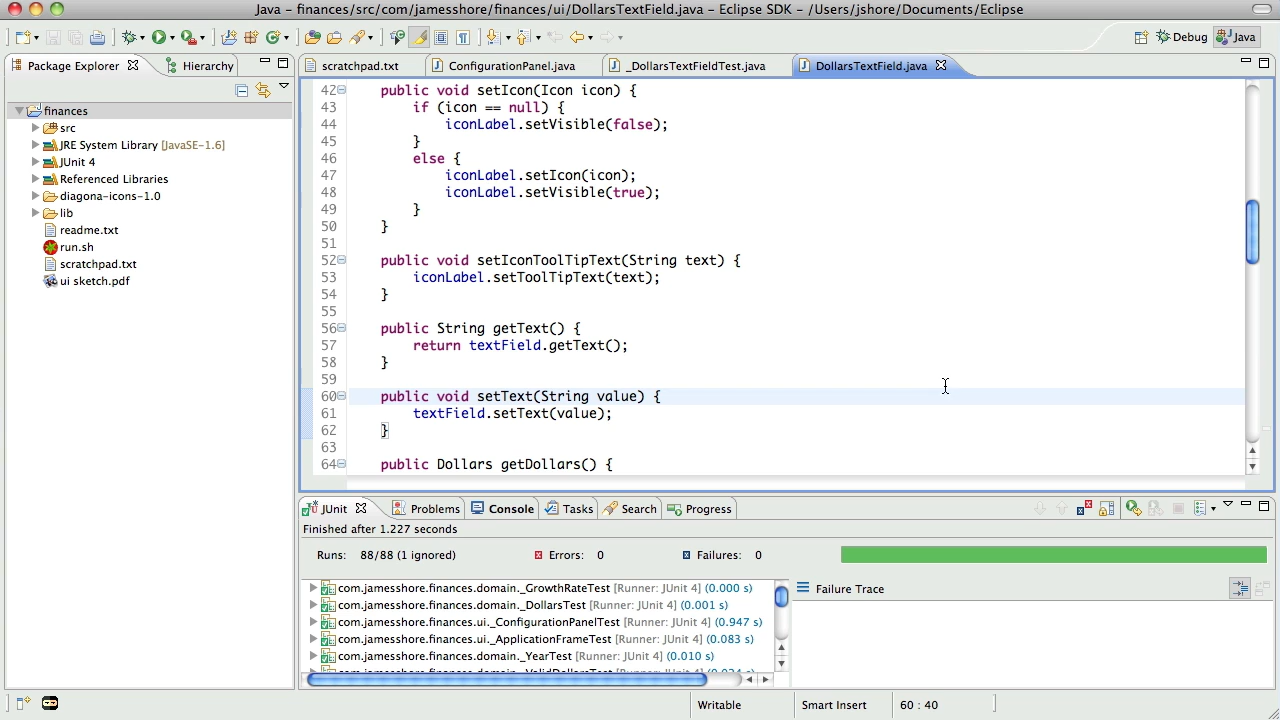 Java – finances/src/com/jamesshore/finances/ui/DollarsTextField.java – Eclipse SDK – /Users/jshore/Documents/Eclipse
Debug
Java
Package Explorer
Hierarchy
scratchpad.txt
ConfigurationPanel.java
_DollarsTextFieldTest.java
DollarsTextField.java
finances
src
JRE System Library [JavaSE-1.6]
JUnit 4
Referenced Libraries
diagona-icons-1.0
lib
readme.txt
run.sh
scratchpad.txt
ui sketch.pdf
42 public void setIcon(Icon icon) {
43 if (icon == null) {
44 iconLabel.setVisible(false);
45 }
46 else {
47 iconLabel.setIcon(icon);
48 iconLabel.setVisible(true);
49 }
50 }
51
52 public void setIconToolTipText(String text) {
53 iconLabel.setToolTipText(text);
54 }
55
56 public String getText() {
57 return textField.getText();
58 }
59
60 public void setText(String value) {
61 textField.setText(value);
62 }
63
64 public Dollars getDollars() {
JUnit
Problems
Console
Tasks
Search
Progress
Finished after 1.227 seconds
Runs: 88/88 (1 ignored)
Errors: 0
Failures: 0
com.jamesshore.finances.domain._GrowthRateTest [Runner: JUnit 4] (0.000 s)
com.jamesshore.finances.domain._DollarsTest [Runner: JUnit 4] (0.001 s)
com.jamesshore.finances.ui._ConfigurationPanelTest [Runner: JUnit 4] (0.947 s)
com.jamesshore.finances.ui._ApplicationFrameTest [Runner: JUnit 4] (0.083 s)
com.jamesshore.finances.domain._YearTest [Runner: JUnit 4] (0.010 s)
com.jamesshore.finances.domain._ValidDollarsTest [Runner: JUnit 4]
Failure Trace
Writable
Smart Insert
60 : 40